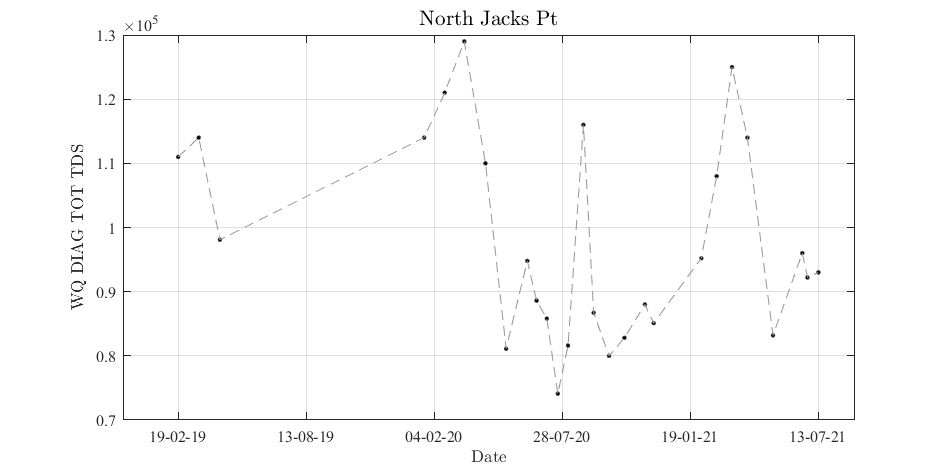 North Jacks Pt
×10⁵
1.3
1.2
1.1
1
0.9
0.8
0.7
WQ DIAG TOT TDS
19-02-19 13-08-19 04-02-20 28-07-20 19-01-21 13-07-21
Date